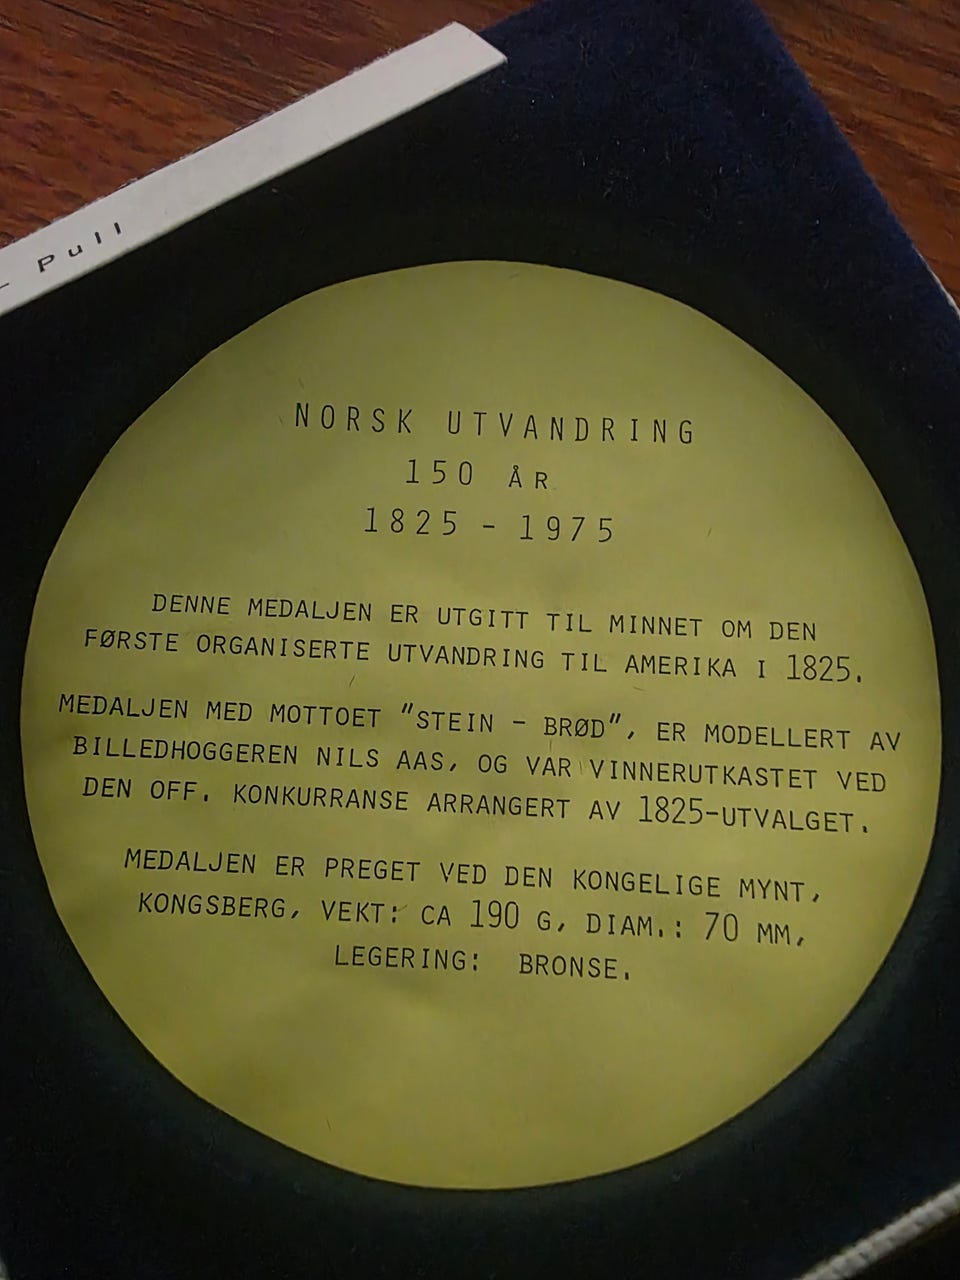 - Pull
NORSK UTVANDRING
150 ÅR
1825 - 1975
DENNE MEDALJEN ER UTGITT TIL MINNET OM DEN
FØRSTE ORGANISERTE UTVANDRING TIL AMERIKA I 1825.
MEDALJEN MED MOTTOET "STEIN - BRØD", ER MODELLERT AV
BILLEDHOGGEREN NILS AAS, OG VAR VINNERUTKASTET VED
DEN OFF. KONKURRANSE ARRANGERT AV 1825-UTVALGET.
MEDALJEN ER PREGET VED DEN KONGELIGE MYNT,
KONGSBERG, VEKT: CA 190 G, DIAM.: 70 MM,
LEGERING: BRONSE.